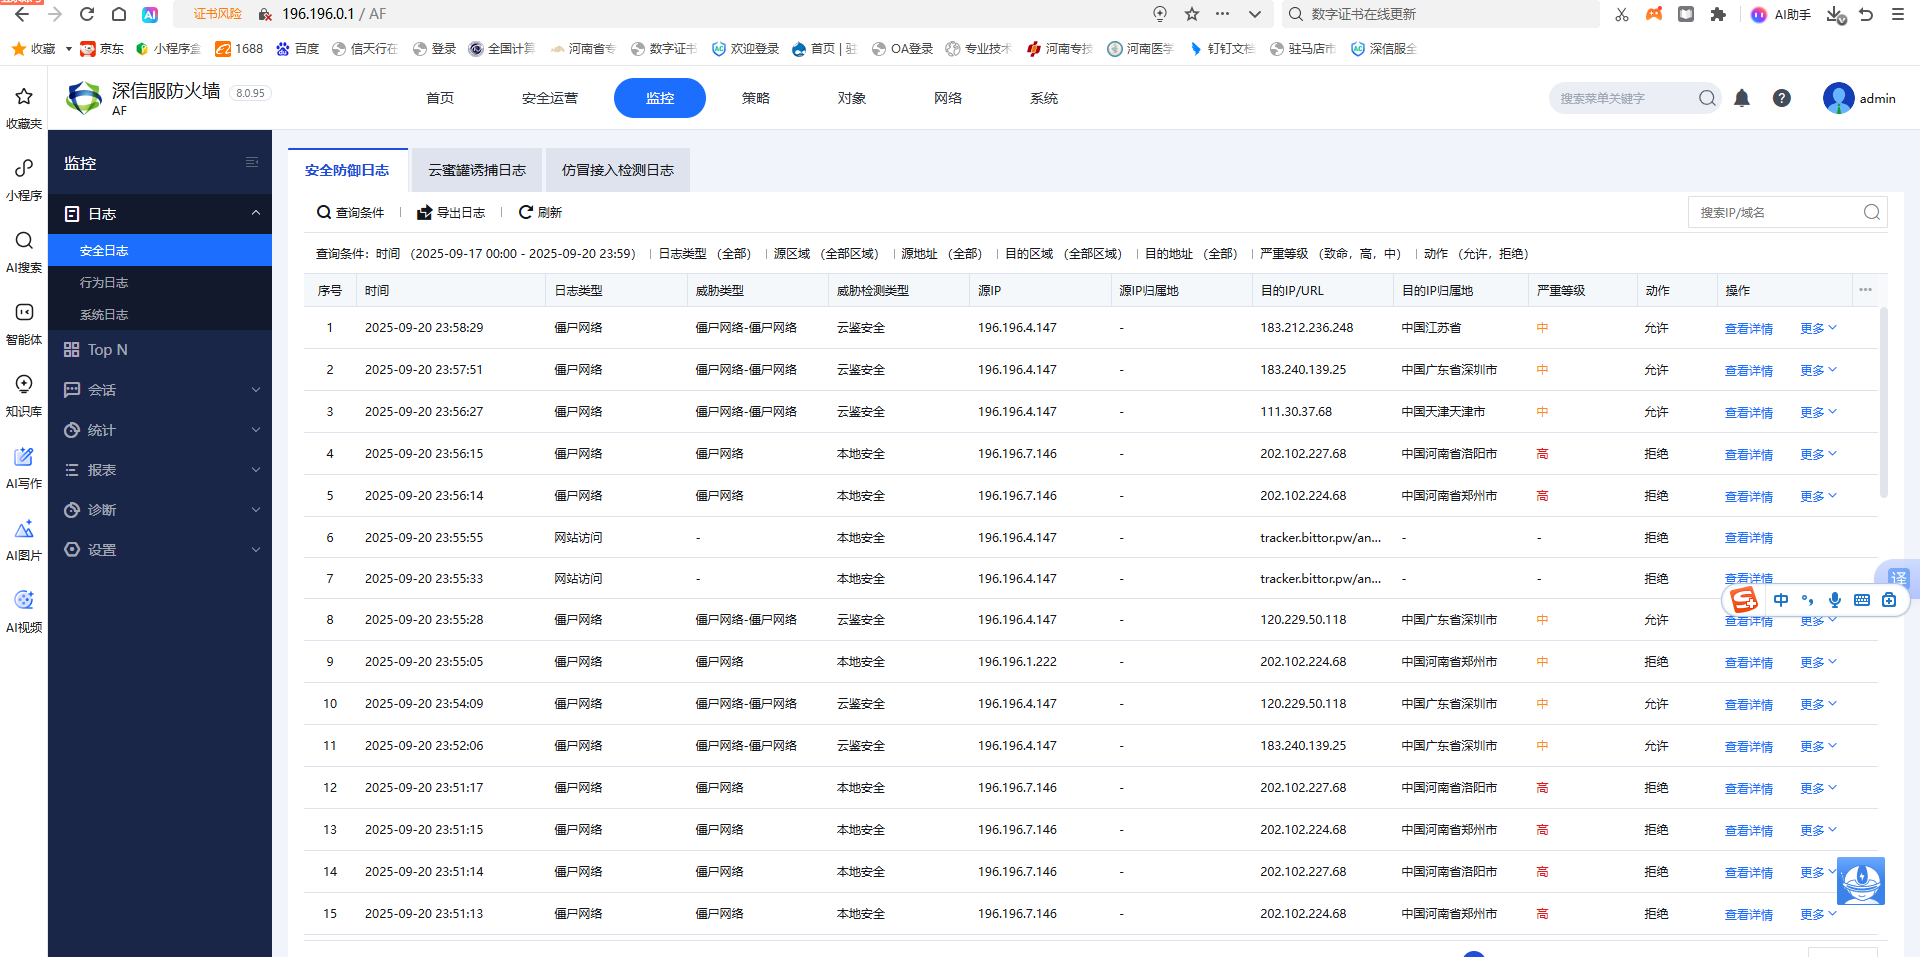 证书风险 196.196.0.1 / AF 数字证书在线更新 AI助手
收藏 京东 小程序盒 1688 百度 信天行在 登录 全国计算 河南省专 数字证书 欢迎登录 首页 | 驻 OA登录 专业技术 河南专技 河南医学 钉钉文档 驻马店市 深信服全
收藏夹
小程序
AI搜索
智能体
知识库
AI写作
AI图片
AI视频
深信服防火墙 8.0.95
AF
首页 安全运营 监控 策略 对象 网络 系统 搜索菜单关键字 admin
监控
日志
安全日志
行为日志
系统日志
Top N
会话
统计
报表
诊断
设置
安全防御日志 云蜜罐诱捕日志 仿冒接入检测日志
查询条件 导出日志 刷新 搜索IP/域名
查询条件：时间 （2025-09-17 00:00 - 2025-09-20 23:59） | 日志类型 （全部） | 源区域 （全部区域） | 源地址 （全部） | 目的区域 （全部区域） | 目的地址 （全部） | 严重等级 （致命，高，中） | 动作 （允许，拒绝）
序号 时间 日志类型 威胁类型 威胁检测类型 源IP 源IP归属地 目的IP/URL 目的IP归属地 严重等级 动作 操作
1 2025-09-20 23:58:29 僵尸网络 僵尸网络-僵尸网络 云鉴安全 196.196.4.147 - 183.212.236.248 中国江苏省 中 允许 查看详情 更多
2 2025-09-20 23:57:51 僵尸网络 僵尸网络-僵尸网络 云鉴安全 196.196.4.147 - 183.240.139.25 中国广东省深圳市 中 允许 查看详情 更多
3 2025-09-20 23:56:27 僵尸网络 僵尸网络-僵尸网络 云鉴安全 196.196.4.147 - 111.30.37.68 中国天津天津市 中 允许 查看详情 更多
4 2025-09-20 23:56:15 僵尸网络 僵尸网络 本地安全 196.196.7.146 - 202.102.227.68 中国河南省洛阳市 高 拒绝 查看详情 更多
5 2025-09-20 23:56:14 僵尸网络 僵尸网络 本地安全 196.196.7.146 - 202.102.224.68 中国河南省郑州市 高 拒绝 查看详情 更多
6 2025-09-20 23:55:55 网站访问 - 本地安全 196.196.4.147 - tracker.bittor.pw/an... - - 拒绝 查看详情
7 2025-09-20 23:55:33 网站访问 - 本地安全 196.196.4.147 - tracker.bittor.pw/an... - - 拒绝 查看详情
译
中
8 2025-09-20 23:55:28 僵尸网络 僵尸网络-僵尸网络 云鉴安全 196.196.4.147 - 120.229.50.118 中国广东省深圳市 中 允许 查看详情 更多
9 2025-09-20 23:55:05 僵尸网络 僵尸网络 本地安全 196.196.1.222 - 202.102.224.68 中国河南省郑州市 中 拒绝 查看详情 更多
10 2025-09-20 23:54:09 僵尸网络 僵尸网络-僵尸网络 云鉴安全 196.196.4.147 - 120.229.50.118 中国广东省深圳市 中 允许 查看详情 更多
11 2025-09-20 23:52:06 僵尸网络 僵尸网络-僵尸网络 云鉴安全 196.196.4.147 - 183.240.139.25 中国广东省深圳市 中 允许 查看详情 更多
12 2025-09-20 23:51:17 僵尸网络 僵尸网络 本地安全 196.196.7.146 - 202.102.227.68 中国河南省洛阳市 高 拒绝 查看详情 更多
13 2025-09-20 23:51:15 僵尸网络 僵尸网络 本地安全 196.196.7.146 - 202.102.224.68 中国河南省郑州市 高 拒绝 查看详情 更多
14 2025-09-20 23:51:14 僵尸网络 僵尸网络 本地安全 196.196.7.146 - 202.102.227.68 中国河南省洛阳市 高 拒绝 查看详情 更多
15 2025-09-20 23:51:13 僵尸网络 僵尸网络 本地安全 196.196.7.146 - 202.102.224.68 中国河南省郑州市 高 拒绝 查看详情 更多